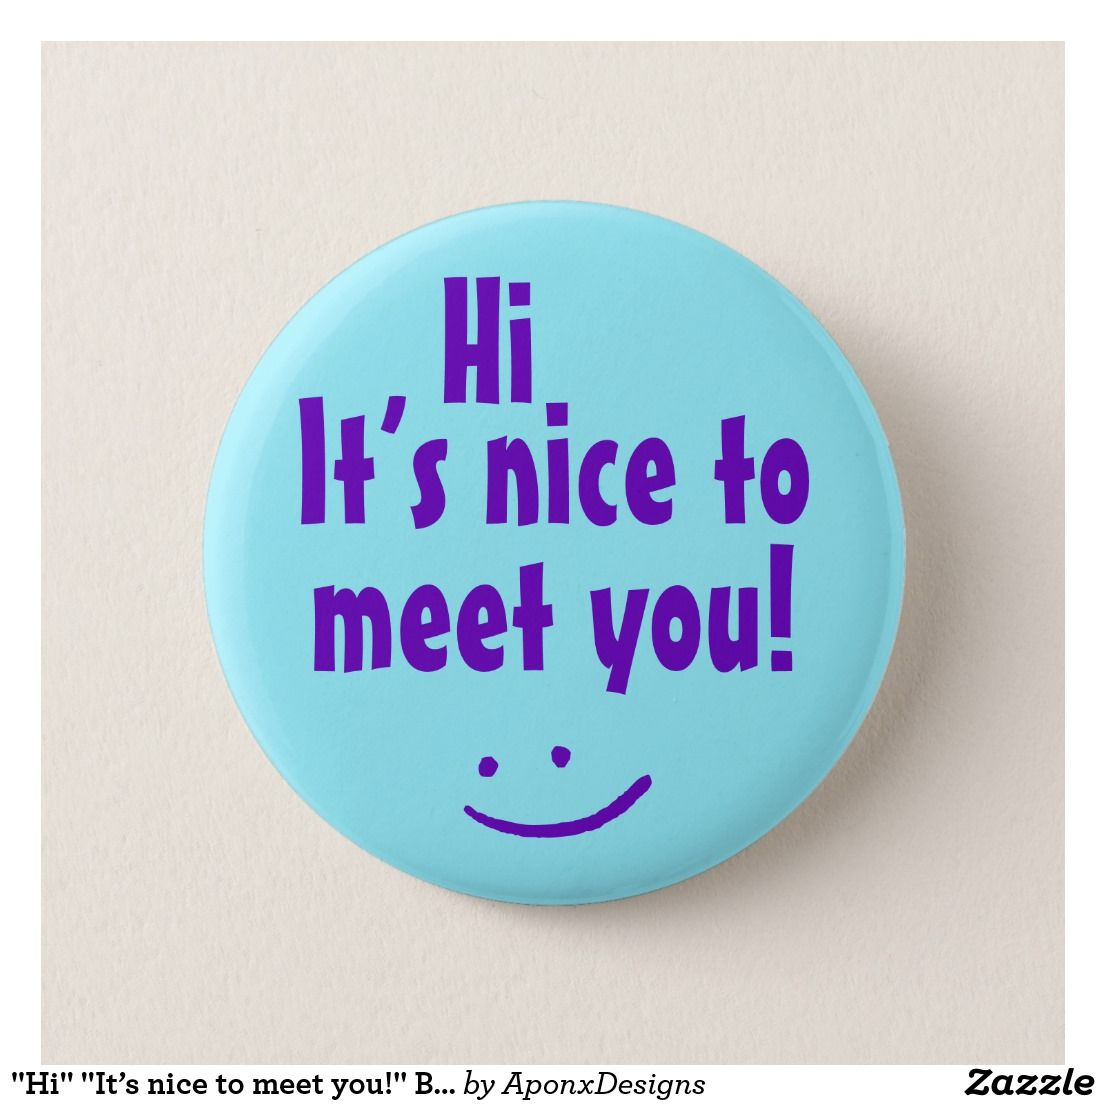 Hi
It's nice to
meet you!
"Hi" "It’s nice to meet you!" B... by AponxDesigns Zazzle